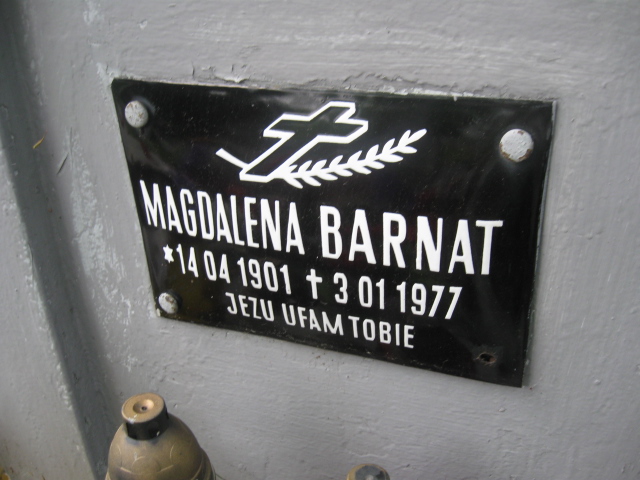 MAGDALENA BARNAT
*14 04 1901 ✝ 3 01 1977
JEZU UFAM TOBIE